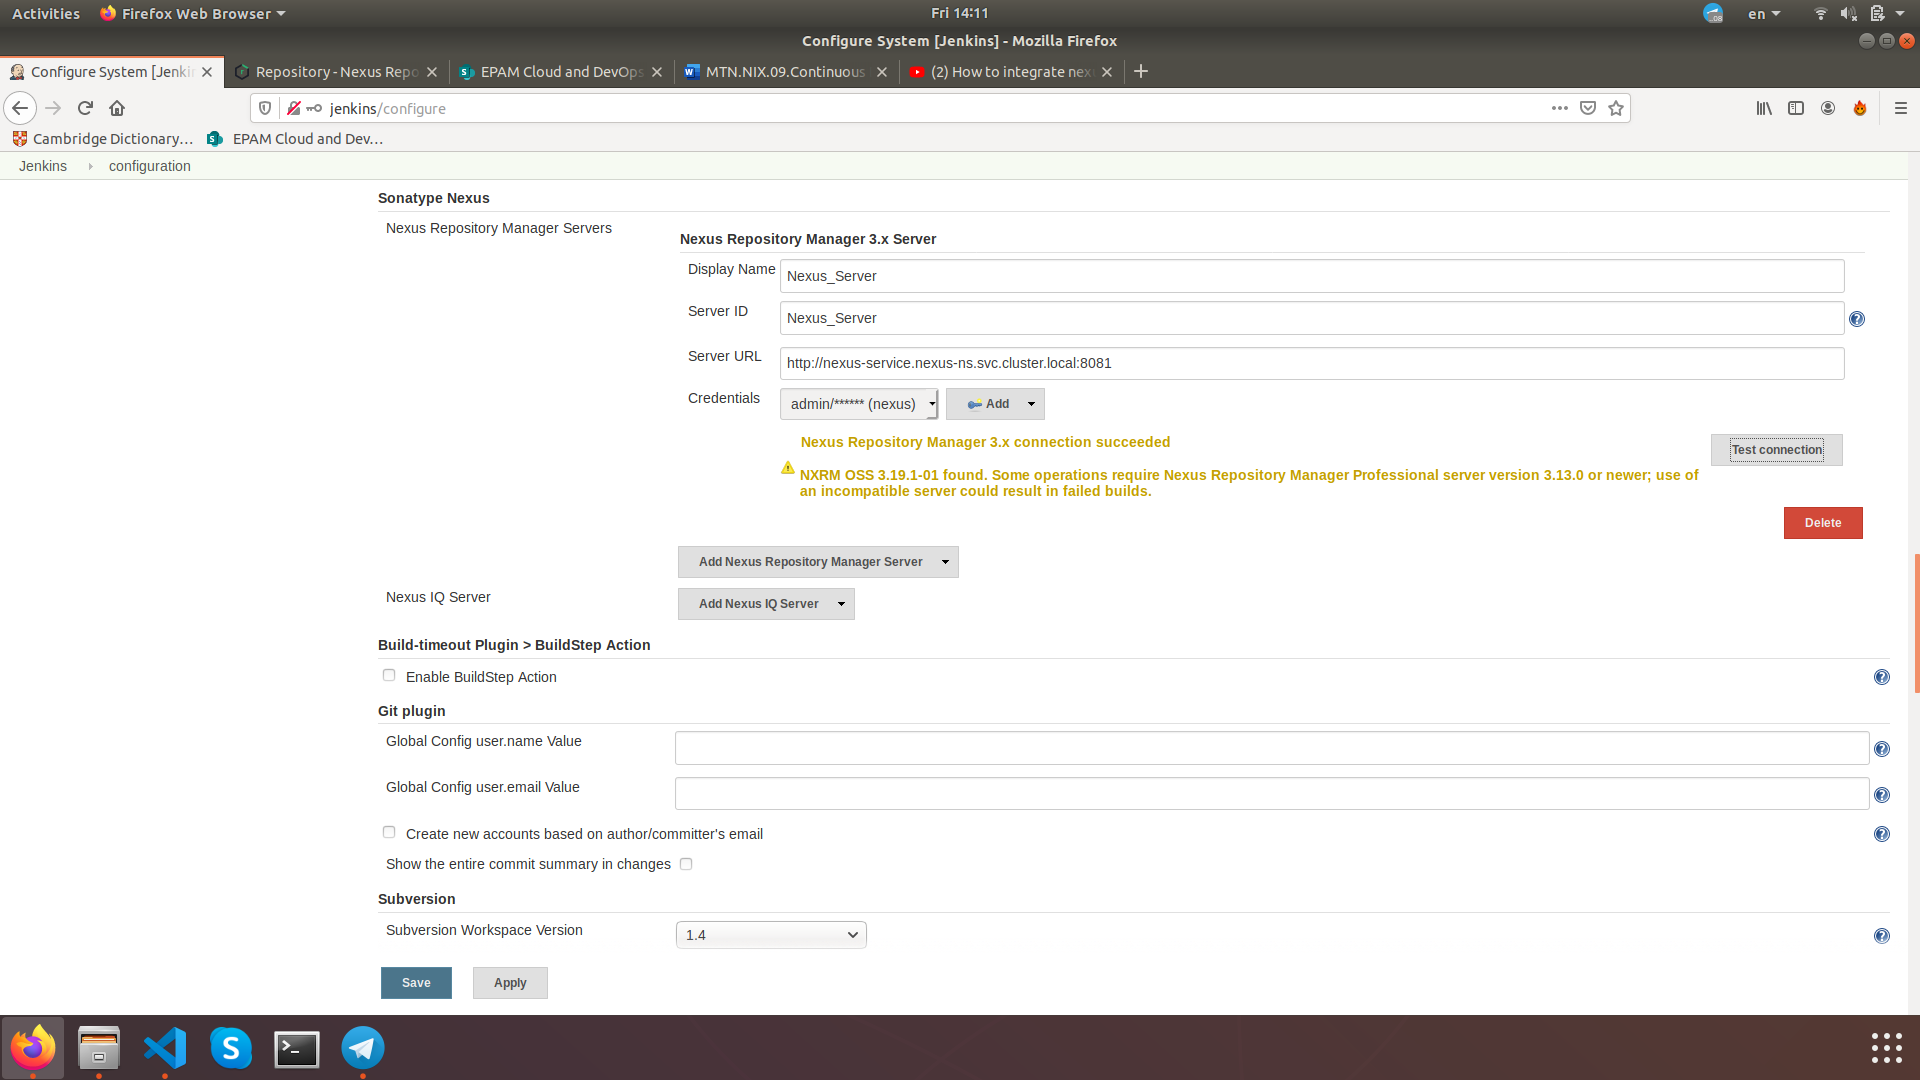 Activities
Firefox Web Browser
Fri 14:11
en
Configure System [Jenkins] - Mozilla Firefox
Configure System [Jenki
Repository - Nexus Repo
EPAM Cloud and DevOps
MTN.NIX.09.Continuous
(2) How to integrate nex
jenkins/configure
Cambridge Dictionary…
EPAM Cloud and Dev…
Jenkins
configuration
Sonatype Nexus
Nexus Repository Manager Servers
Nexus Repository Manager 3.x Server
Display Name
Nexus_Server
Server ID
Nexus_Server
Server URL
http://nexus-service.nexus-ns.svc.cluster.local:8081
Credentials
admin/****** (nexus)
Add
Nexus Repository Manager 3.x connection succeeded
Test connection
NXRM OSS 3.19.1-01 found. Some operations require Nexus Repository Manager Professional server version 3.13.0 or newer; use of
an incompatible server could result in failed builds.
Delete
Add Nexus Repository Manager Server
Nexus IQ Server
Add Nexus IQ Server
Build-timeout Plugin > BuildStep Action
Enable BuildStep Action
Git plugin
Global Config user.name Value
Global Config user.email Value
Create new accounts based on author/committer's email
Show the entire commit summary in changes
Subversion
Subversion Workspace Version
1.4
Save
Apply